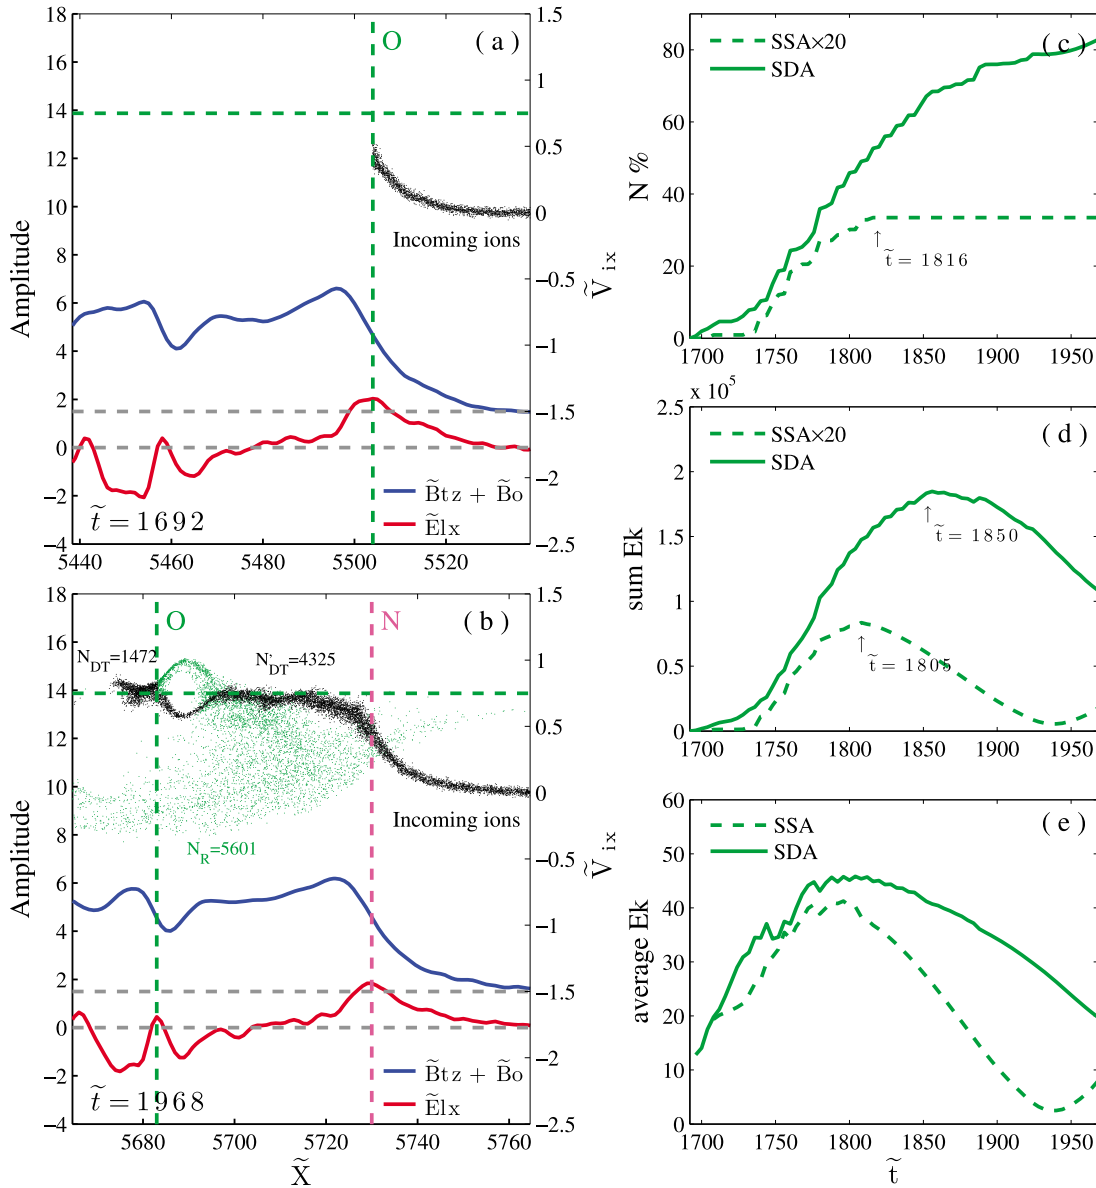 18
16
14
12
10
8
6
4
2
0
−2
−4
1.5
1
0.5
0
−0.5
−1
−1.5
−2
−2.5
( a )
O
Incoming ions
B̃tz + B̃o
Ẽlx
t̃ = 1692
Amplitude
Ṽix
5440 5460 5480 5500 5520
18
16
14
12
10
8
6
4
2
0
−2
−4
1.5
1
0.5
0
−0.5
−1
−1.5
−2
−2.5
O N ( b )
N_DT=1472
N'_DT=4325
Incoming ions
N_R=5601
B̃tz + B̃o
Ẽlx
t̃ = 1968
Amplitude
Ṽix
5680 5700 5720 5740 5760
X̃
80
60
40
20
0
N %
SSA×20
SDA
( c )
↑
t̃ = 1816
1700 1750 1800 1850 1900 1950
x 10^5
2.5
2
1.5
1
0.5
0
sum Ek
SSA×20
SDA
( d )
↑
t̃ = 1850
↑
t̃ = 1805
1700 1750 1800 1850 1900 1950
60
50
40
30
20
10
0
average Ek
SSA
SDA
( e )
1700 1750 1800 1850 1900 1950
t̃